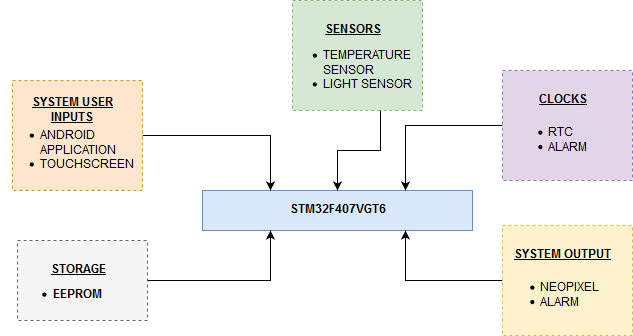 SENSORS
• TEMPERATURE
SENSOR
• LIGHT SENSOR
SYSTEM USER
INPUTS
• ANDROID
APPLICATION
• TOUCHSCREEN
CLOCKS
• RTC
• ALARM
STM32F407VGT6
STORAGE
• EEPROM
SYSTEM OUTPUT
• NEOPIXEL
• ALARM